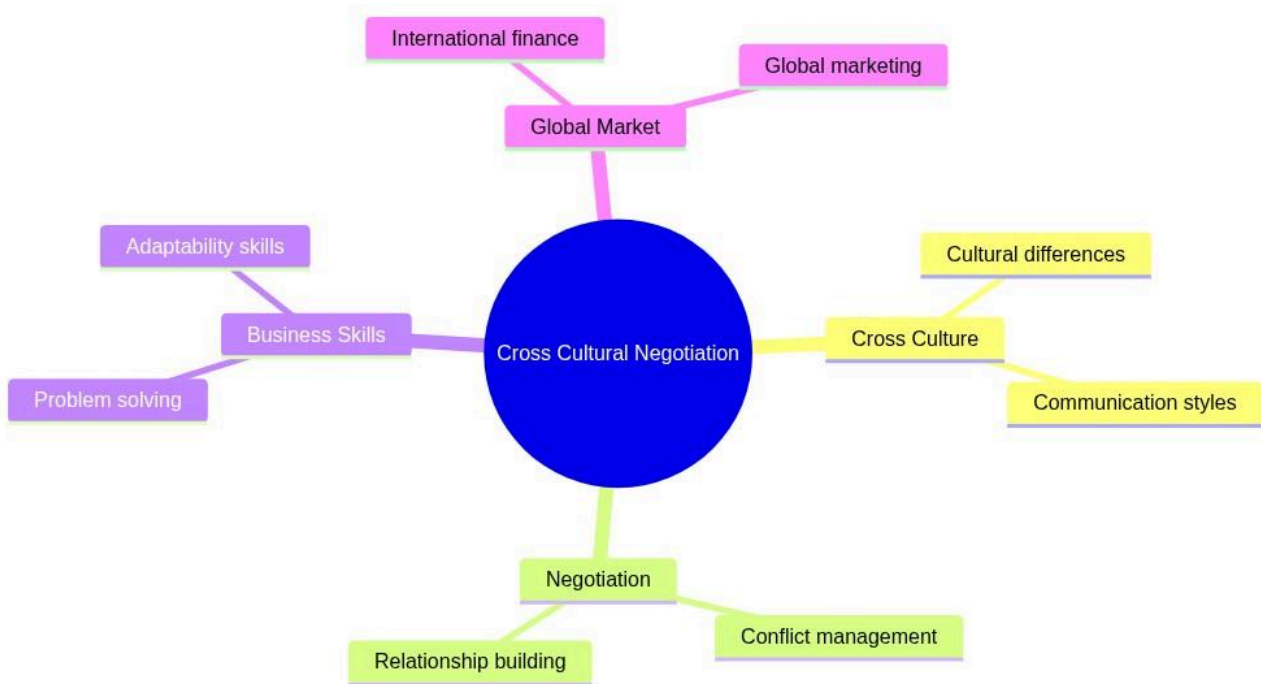 International finance
Global marketing
Global Market
Adaptability skills
Cultural differences
Business Skills
Cross Culture
Cross Cultural Negotiation
Problem solving
Communication styles
Negotiation
Conflict management
Relationship building